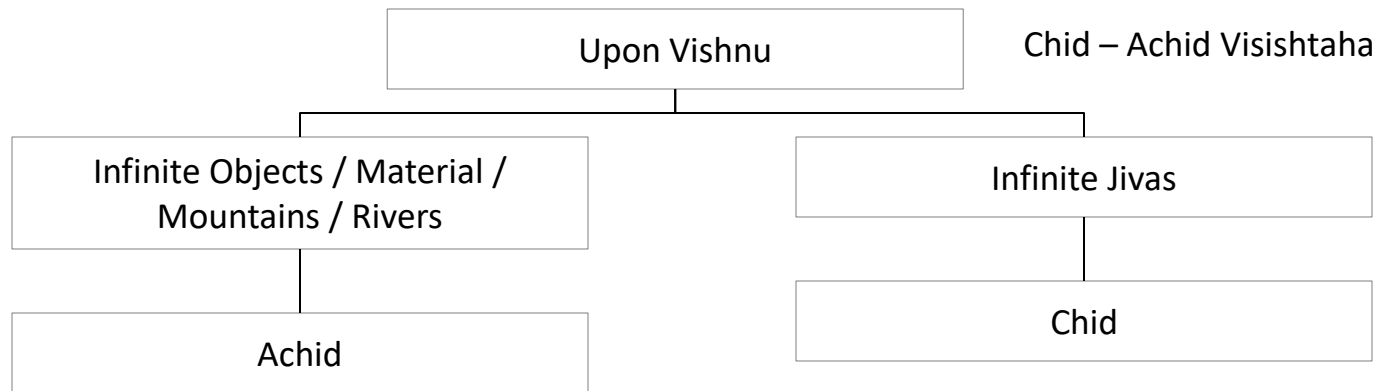 Upon Vishnu
Chid – Achid Visishtaha
Infinite Objects / Material /
Mountains / Rivers
Infinite Jivas
Achid
Chid